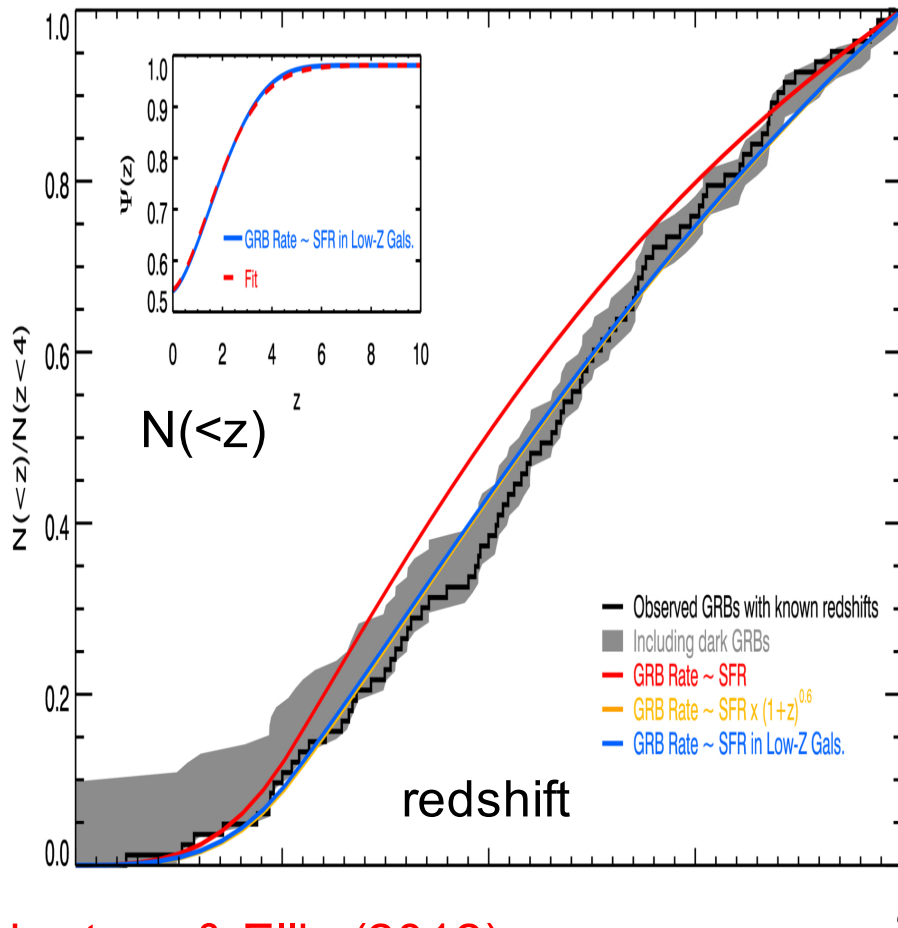 1.0
0.8
0.6
0.4
0.2
0.0
N(<z)/N(z<4)
1.0
0.9
0.8
0.7
0.6
0.5
Ψ(z)
GRB Rate ~ SFR in Low-Z Gals.
Fit
0 2 4 6 8 10
z
N(<z)
Observed GRBs with known redshifts
Including dark GRBs
GRB Rate ~ SFR
GRB Rate ~ SFR x (1+z)^0.6
GRB Rate ~ SFR in Low-Z Gals.
redshift